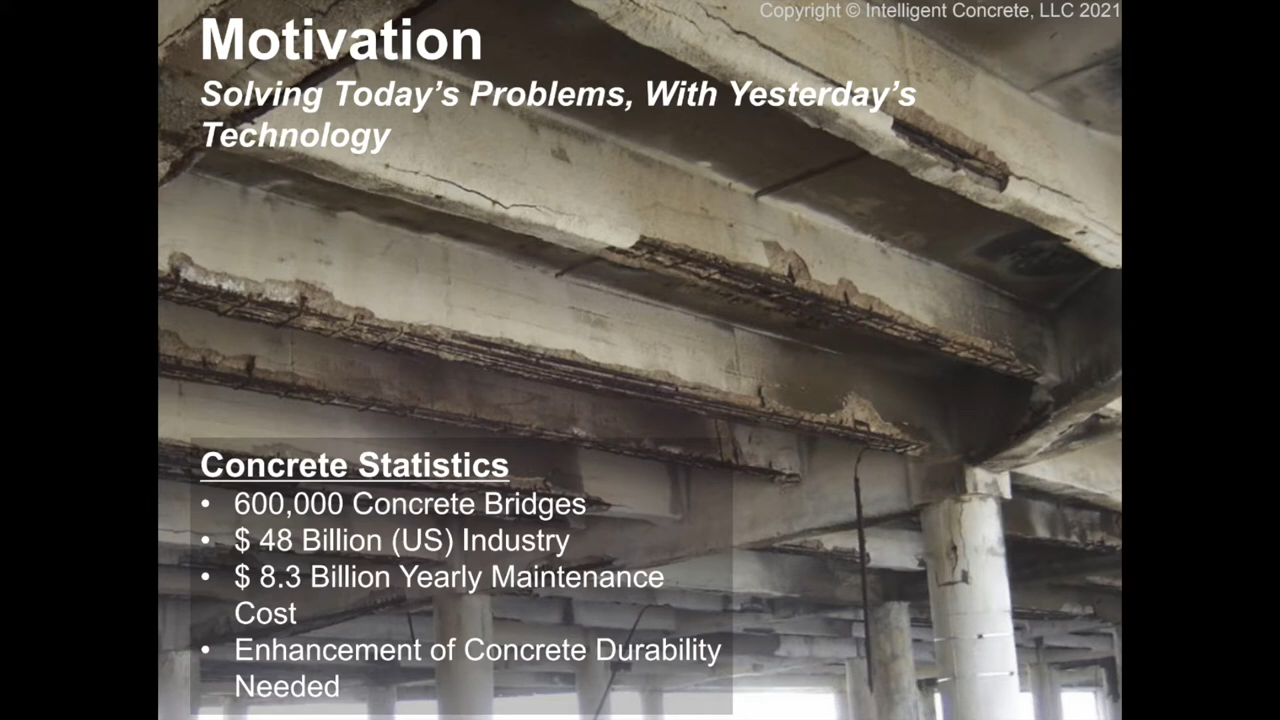 Copyright © Intelligent Concrete, LLC 2021
Motivation
Solving Today's Problems, With Yesterday's
Technology
Concrete Statistics
• 600,000 Concrete Bridges
• $ 48 Billion (US) Industry
• $ 8.3 Billion Yearly Maintenance
Cost
• Enhancement of Concrete Durability
Needed